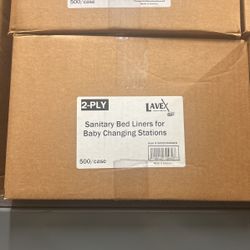 500/case
2-PLY
LAVEX
Sanitary Bed Liners for
Baby Changing Stations
500/case